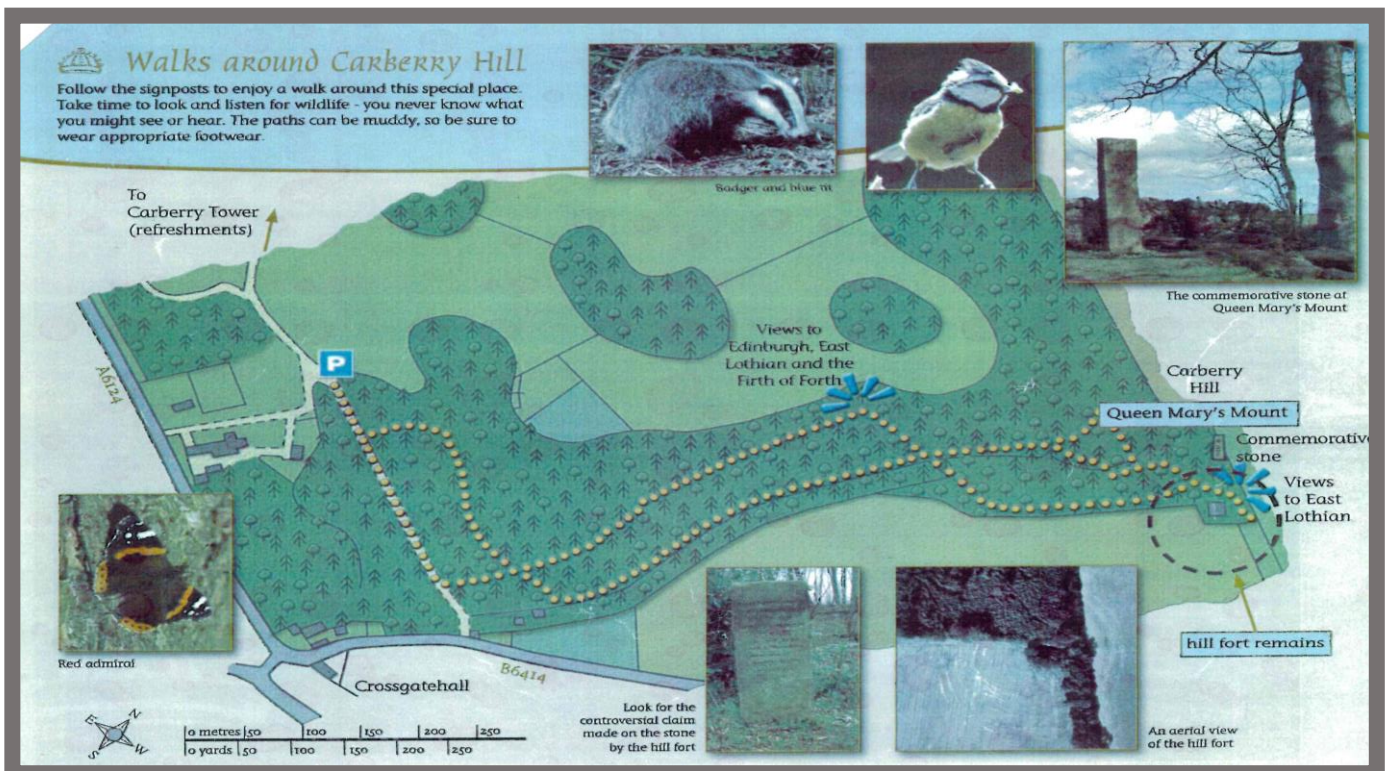 Walks around Carberry Hill
Follow the signposts to enjoy a walk around this special place.
Take time to look and listen for wildlife - you never know what
you might see or hear. The paths can be muddy, so be sure to
wear appropriate footwear.
Badger and blue tit
The commemorative stone at
Queen Mary's Mount
To
Carberry Tower
(refreshments)
P
A6124
Views to
Edinburgh, East
Lothian and the
Firth of Forth
Carberry
Hill
Queen Mary's Mount
Commemorative
stone
Views
to East
Lothian
hill fort remains
Red admiral
Crossgatehall
B6414
N
E
S
W
0 metres 50 100 150 200 250
0 yards 50 100 150 200 250
Look for the
controversial claim
made on the stone
by the hill fort
An aerial view
of the hill fort